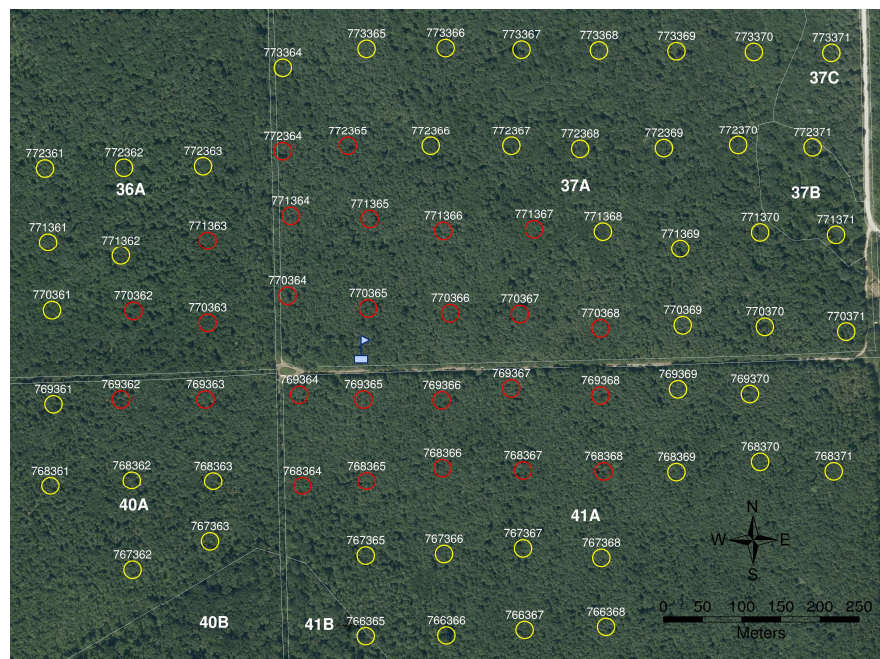 773364 773365 773366 773367 773368 773369 773370 773371
37C
772361 772362 772363 772364 772365 772366 772367 772368 772369 772370 772371
36A 37A 37B
771361 771362 771363 771364 771365 771366 771367 771368 771369 771370 771371
770361 770362 770363 770364 770365 770366 770367 770368 770369 770370 770371
769361 769362 769363 769364 769365 769366 769367 769368 769369 769370
768361 768362 768363 768364 768365 768366 768367 768368 768369 768370 768371
40A 41A
N
W E
S
767362 767363 767365 767366 767367 767368
0 50 100 150 200 250
Meters
40B 41B
766365 766366 766367 766368